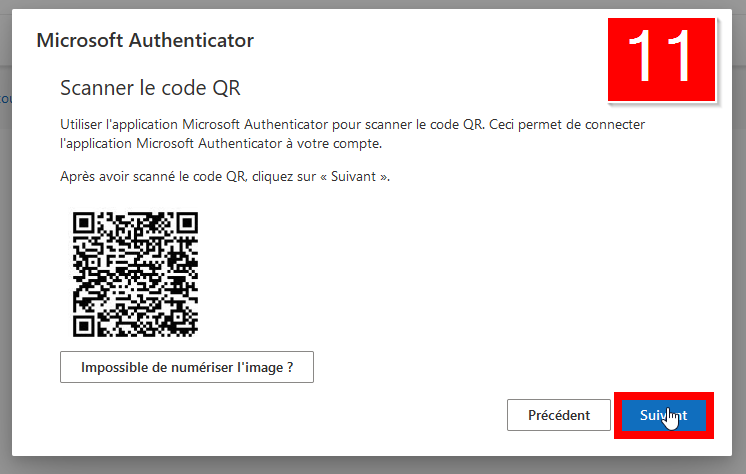 Microsoft Authenticator
11
Scanner le code QR
Utiliser l'application Microsoft Authenticator pour scanner le code QR. Ceci permet de connecter
l'application Microsoft Authenticator à votre compte.
Après avoir scanné le code QR, cliquez sur « Suivant ».
Impossible de numériser l'image ?
Précédent
Suivant